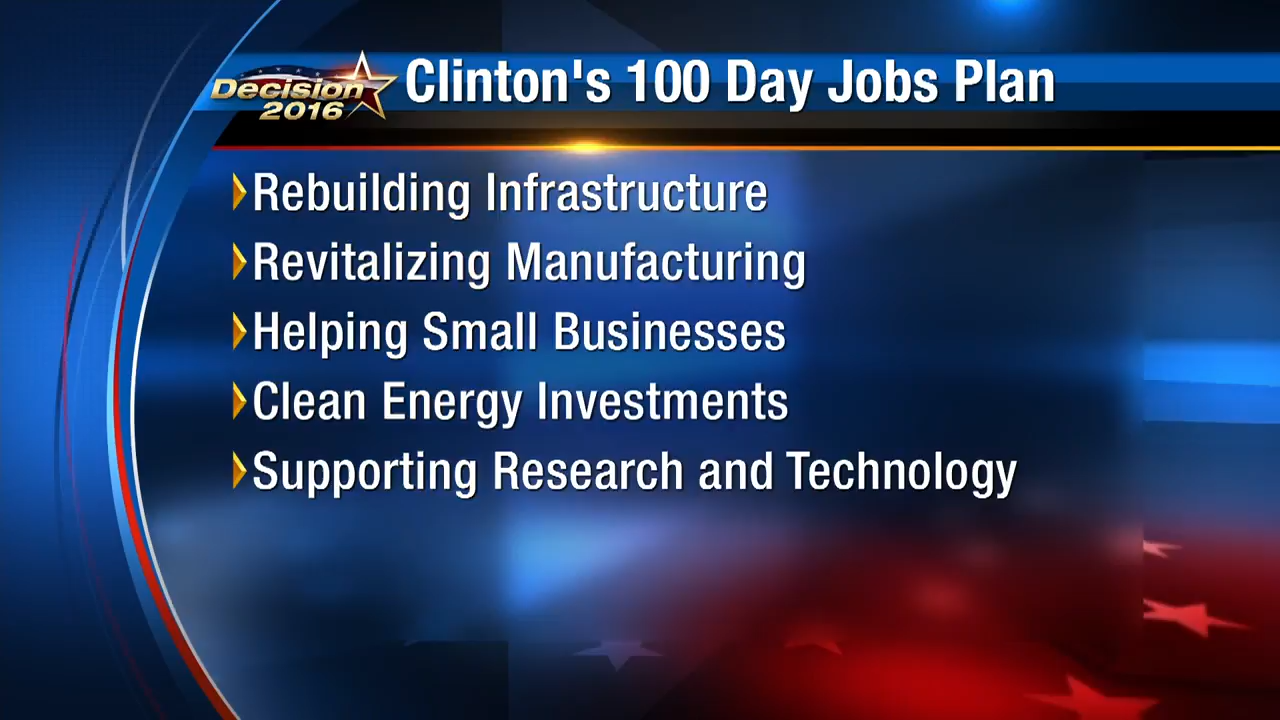 Decision
2016
Clinton's 100 Day Jobs Plan
Rebuilding Infrastructure
Revitalizing Manufacturing
Helping Small Businesses
Clean Energy Investments
Supporting Research and Technology